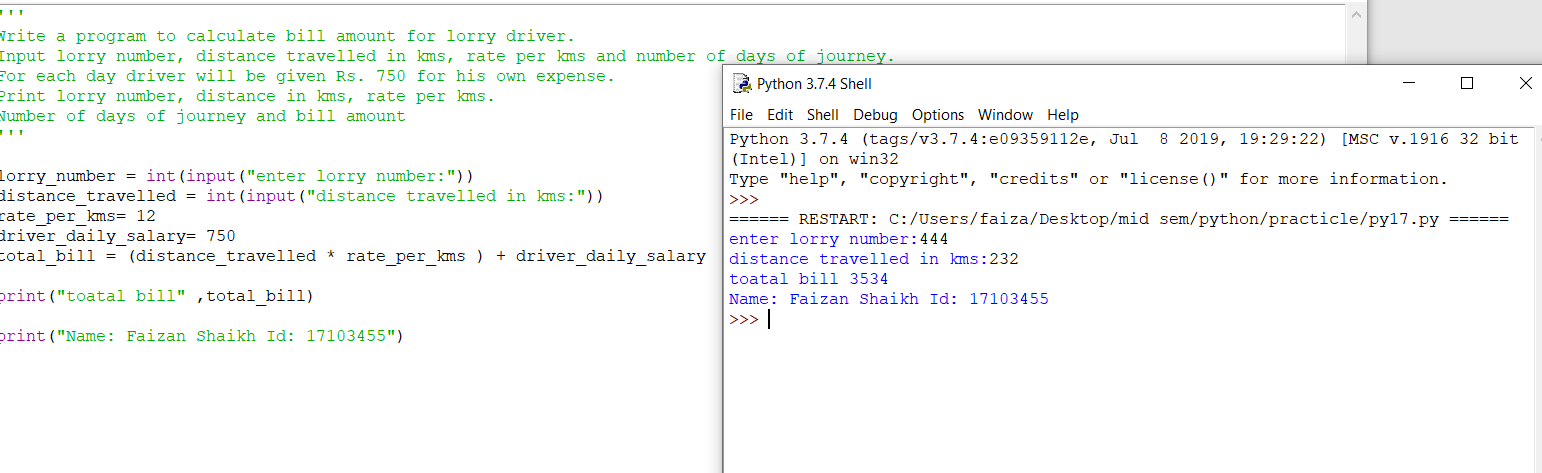 '''
Write a program to calculate bill amount for lorry driver.
Input lorry number, distance travelled in kms, rate per kms and number of days of journey.
For each day driver will be given Rs. 750 for his own expense.
Print lorry number, distance in kms, rate per kms.
Number of days of journey and bill amount
'''
lorry_number = int(input("enter lorry number:"))
distance_travelled = int(input("distance travelled in kms:"))
rate_per_kms= 12
driver_daily_salary= 750
total_bill = (distance_travelled * rate_per_kms ) + driver_daily_salary
print("toatal bill" ,total_bill)
print("Name: Faizan Shaikh Id: 17103455")
Python 3.7.4 Shell
File Edit Shell Debug Options Window Help
Python 3.7.4 (tags/v3.7.4:e09359112e, Jul  8 2019, 19:29:22) [MSC v.1916 32 bit
(Intel)] on win32
Type "help", "copyright", "credits" or "license()" for more information.
>>>
====== RESTART: C:/Users/faiza/Desktop/mid sem/python/practicle/py17.py ======
enter lorry number:444
distance travelled in kms:232
toatal bill 3534
Name: Faizan Shaikh Id: 17103455
>>>